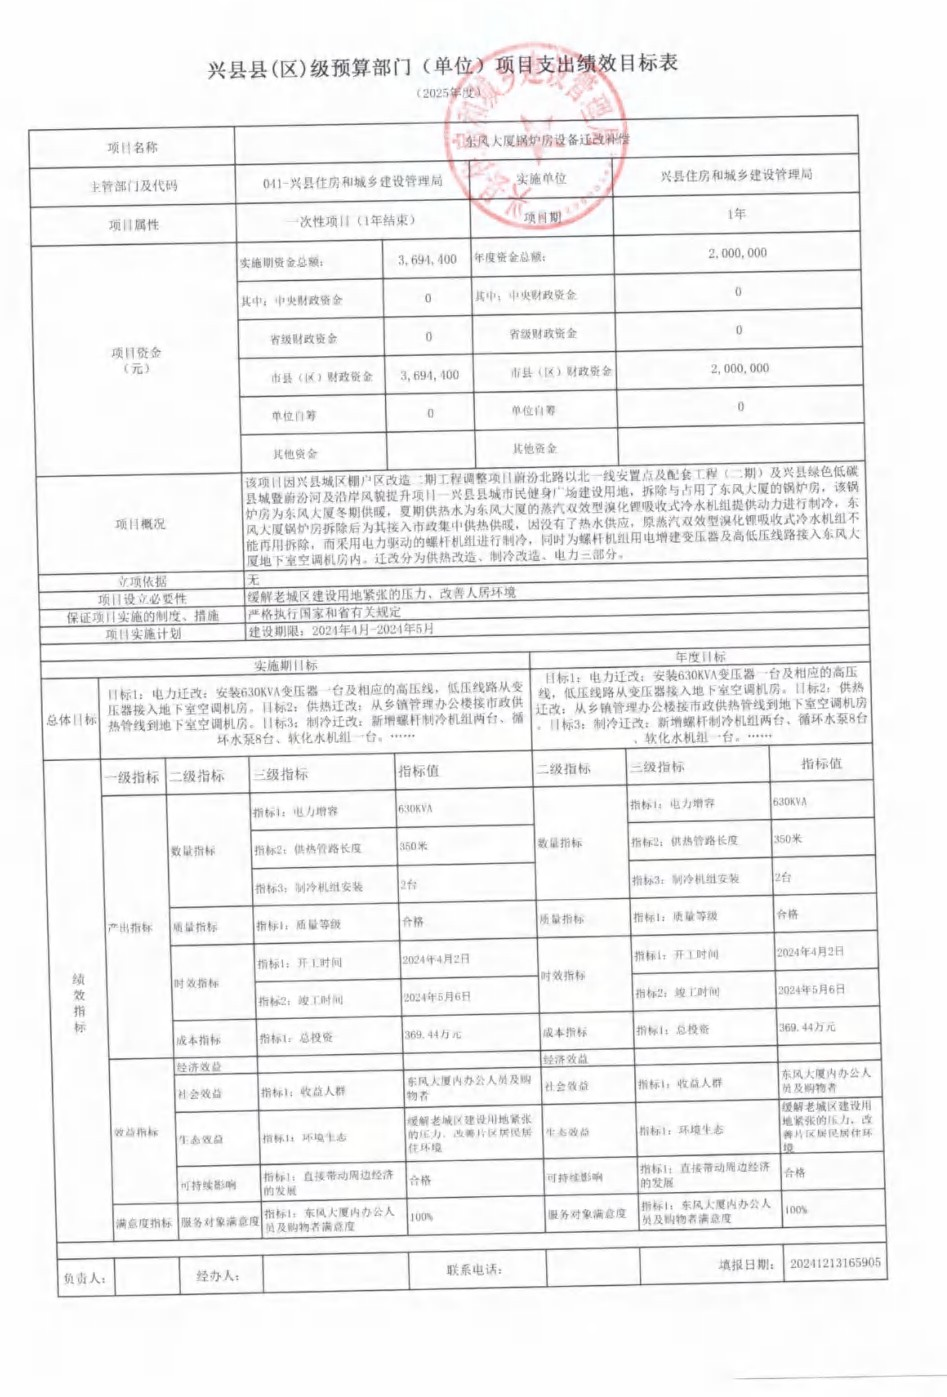 兴县县(区)级预算部门（单位）项目支出绩效目标表
（2025年度）
项目名称 东风大厦锅炉房设备迁改补偿
主管部门及代码 041-兴县住房和城乡建设管理局 实施单位 兴县住房和城乡建设管理局
项目属性 一次性项目（1年结束） 项目期 1年
项目资金
（元）
实施期资金总额： 3,694,400 年度资金总额： 2,000,000
其中：中央财政资金 0 其中：中央财政资金 0
省级财政资金 0 省级财政资金 0
市县（区）财政资金 3,694,400 市县（区）财政资金 2,000,000
单位自筹 0 单位自筹 0
其他资金 其他资金
项目概况
该项目因兴县城区棚户区改造二期工程调整项目蔚汾北路以北一线安置点及配套工程（二期）及兴县绿色低碳
县城暨蔚汾河及沿岸风貌提升项目—兴县县城市民健身广场建设用地，拆除与占用了东风大厦的锅炉房，该锅
炉房为东风大厦冬期供暖，夏期供热水为东风大厦的蒸汽双效型溴化锂吸收式冷水机组提供动力进行制冷，东
风大厦锅炉房拆除后为其接入市政集中供热供暖，因没有了热水供应，原蒸汽双效型溴化锂吸收式冷水机组不
能再用拆除，而采用电力驱动的螺杆机组进行制冷，同时为螺杆机组用电增建变压器及高低压线路接入东风大
厦地下室空调机房内。迁改分为供热改造、制冷改造、电力三部分。
立项依据 无
项目设立必要性 缓解老城区建设用地紧张的压力、改善人居环境
保证项目实施的制度、措施 严格执行国家和省有关规定
项目实施计划 建设期限：2024年4月-2024年5月
实施期目标 年度目标
总体目标
目标1：电力迁改：安装630KVA变压器一台及相应的高压线，低压线路从变
压器接入地下室空调机房。目标2：供热迁改：从乡镇管理办公楼接市政供
热管线到地下室空调机房。目标3：制冷迁改：新增螺杆制冷机组两台、循
环水泵8台、软化水机组一台。……
目标1：电力迁改：安装630KVA变压器一台及相应的高压
线，低压线路从变压器接入地下室空调机房。目标2：供热
迁改：从乡镇管理办公楼接市政供热管线到地下室空调机房
。目标3：制冷迁改：新增螺杆制冷机组两台、循环水泵8台
、软化水机组一台。……
绩效指标
一级指标 二级指标 三级指标 指标值 二级指标 三级指标 指标值
产出指标
数量指标 指标1：电力增容 630KVA 数量指标 指标1：电力增容 630KVA
指标2：供热管路长度 350米 指标2：供热管路长度 350米
指标3：制冷机组安装 2台 指标3：制冷机组安装 2台
质量指标 指标1：质量等级 合格 质量指标 指标1：质量等级 合格
时效指标 指标1：开工时间 2024年4月2日 时效指标 指标1：开工时间 2024年4月2日
指标2：竣工时间 2024年5月6日 指标2：竣工时间 2024年5月6日
成本指标 指标1：总投资 369.44万元 成本指标 指标1：总投资 369.44万元
效益指标
经济效益 经济效益
社会效益 指标1：收益人群 东风大厦内办公人员及购物者 社会效益 指标1：收益人群 东风大厦内办公人员及购物者
生态效益 指标1：环境生态 缓解老城区建设用地紧张的压力、改善片区居民居住环境 生态效益 指标1：环境生态 缓解老城区建设用地紧张的压力，改善片区居民居住环境
可持续影响 指标1：直接带动周边经济的发展 合格 可持续影响 指标1：直接带动周边经济的发展 合格
满意度指标 服务对象满意度 指标1：东风大厦内办公人员及购物者满意度 100% 服务对象满意度 指标1：东风大厦内办公人员及购物者满意度 100%
负责人： 经办人： 联系电话： 填报日期： 20241213165905